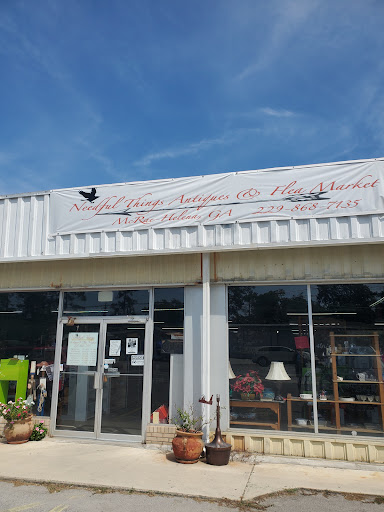 Needful Things Antiques & Flea Market
McRae Helena, GA 229-868-7135